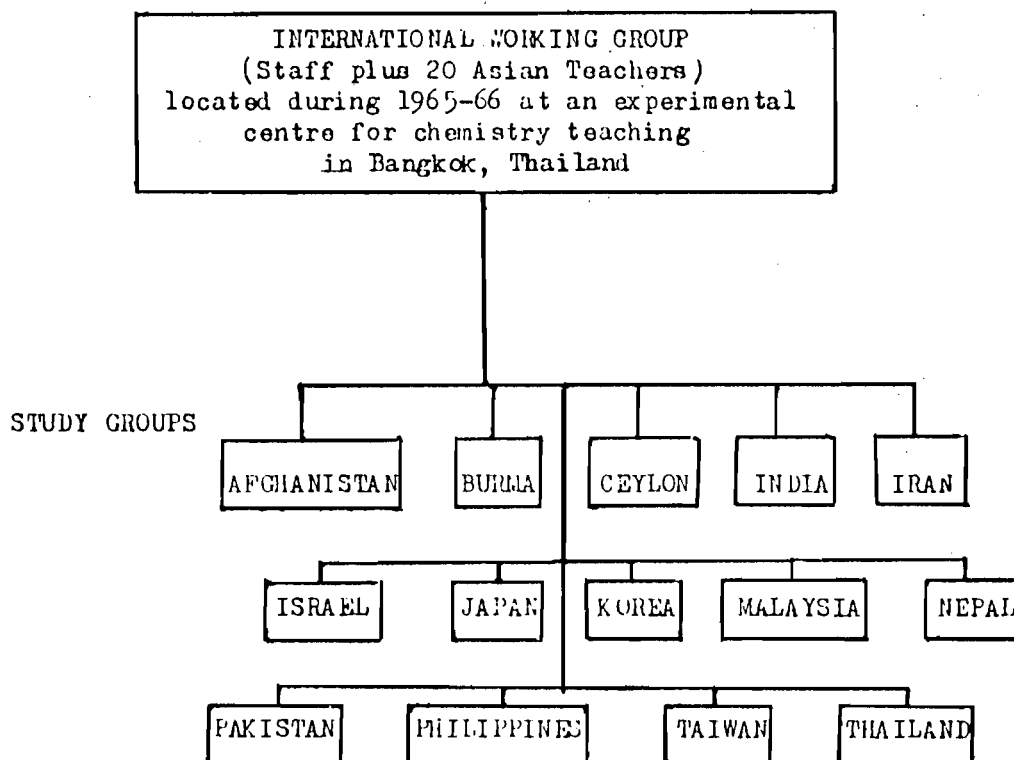 INTERNATIONAL WORKING GROUP
(Staff plus 20 Asian Teachers)
located during 1965-66 at an experimental
centre for chemistry teaching
in Bangkok, Thailand
STUDY GROUPS
AFGHANISTAN BURMA CEYLON INDIA IRAN
ISRAEL JAPAN KOREA MALAYSIA NEPAL
PAKISTAN PHILIPPINES TAIWAN THAILAND